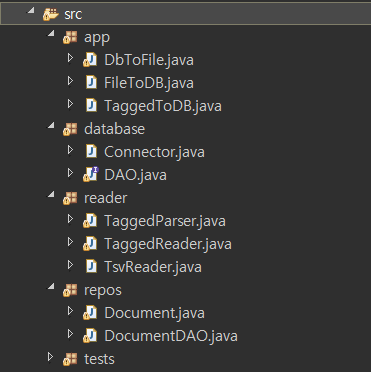 src
app
DbToFile.java
FileToDB.java
TaggedToDB.java
database
Connector.java
DAO.java
reader
TaggedParser.java
TaggedReader.java
TsvReader.java
repos
Document.java
DocumentDAO.java
tests